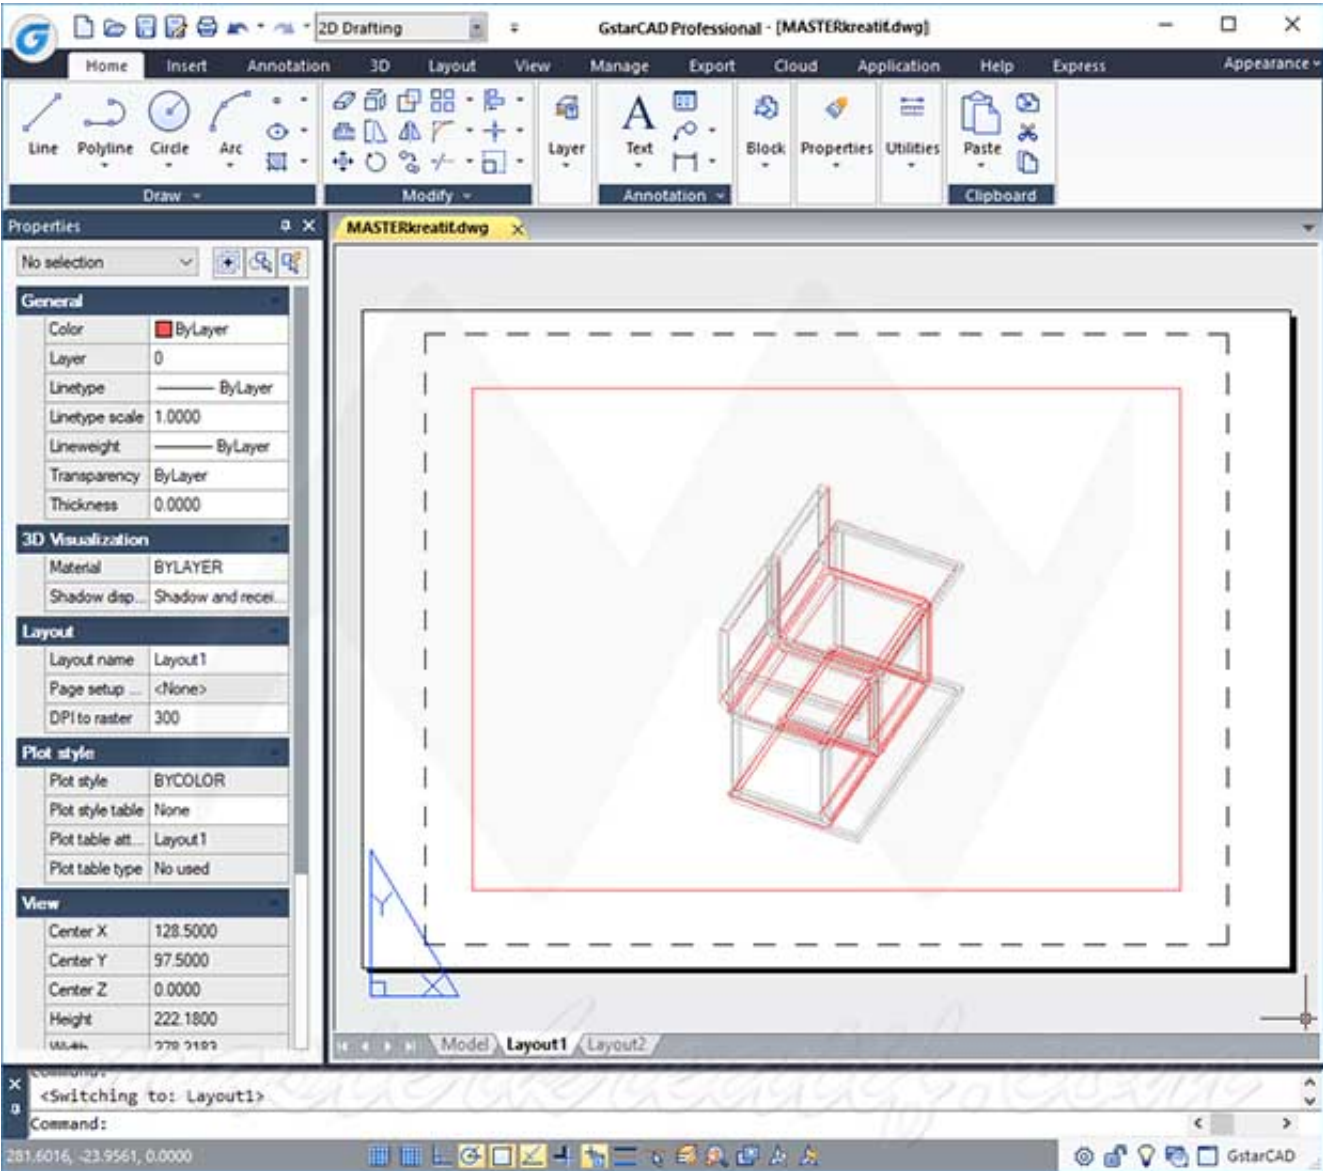 2D Drafting
GstarCAD Professional - [MASTERkreatif.dwg]
Home Insert Annotation 3D Layout View Manage Export Cloud Application Help Express Appearance
Line Polyline Circle Arc Layer Text Block Properties Utilities Paste
Draw Modify Annotation Clipboard
Properties
MASTERkreatif.dwg
No selection
General
Color ByLayer
Layer 0
Linetype ByLayer
Linetype scale 1.0000
Lineweight ByLayer
Transparency ByLayer
Thickness 0.0000
3D Visualization
Material BYLAYER
Shadow disp... Shadow and recei...
Layout
Layout name Layout1
Page setup ... <None>
DPI to raster 300
Plot style
Plot style BYCOLOR
Plot style table None
Plot table att... Layout1
Plot table type No used
View
Center X 128.5000
Center Y 97.5000
Center Z 0.0000
Height 222.1800
Width 278.2183
Y
X
Model Layout1 Layout2
Command:
<Switching to: Layout1>
Command:
281.6016, -23.9561, 0.0000
GstarCAD